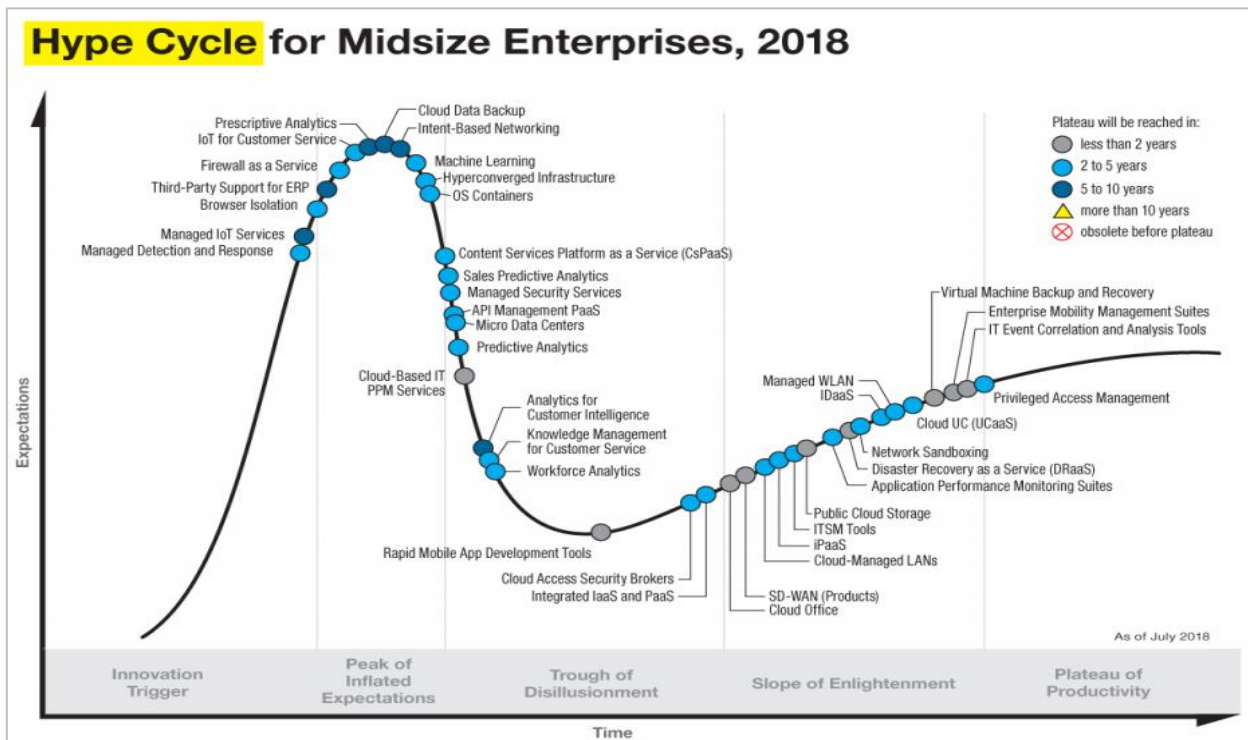 Hype Cycle for Midsize Enterprises, 2018
Cloud Data Backup
Prescriptive Analytics
Intent-Based Networking
IoT for Customer Service
Machine Learning
Firewall as a Service
Hyperconverged Infrastructure
Third-Party Support for ERP
OS Containers
Browser Isolation
Managed IoT Services
Managed Detection and Response
Content Services Platform as a Service (CsPaaS)
Sales Predictive Analytics
Managed Security Services
API Management PaaS
Micro Data Centers
Predictive Analytics
Cloud-Based IT
PPM Services
Analytics for
Customer Intelligence
Knowledge Management
for Customer Service
Workforce Analytics
Rapid Mobile App Development Tools
Cloud Access Security Brokers
Integrated IaaS and PaaS
SD-WAN (Products)
Cloud Office
Cloud-Managed LANs
iPaaS
ITSM Tools
Public Cloud Storage
Application Performance Monitoring Suites
Disaster Recovery as a Service (DRaaS)
Network Sandboxing
Managed WLAN
IDaaS
Cloud UC (UCaaS)
Virtual Machine Backup and Recovery
Enterprise Mobility Management Suites
IT Event Correlation and Analysis Tools
Privileged Access Management
Plateau will be reached in:
less than 2 years
2 to 5 years
5 to 10 years
more than 10 years
obsolete before plateau
Expectations
As of July 2018
Innovation
Trigger
Peak of
Inflated
Expectations
Trough of
Disillusionment
Slope of Enlightenment
Plateau of
Productivity
Time